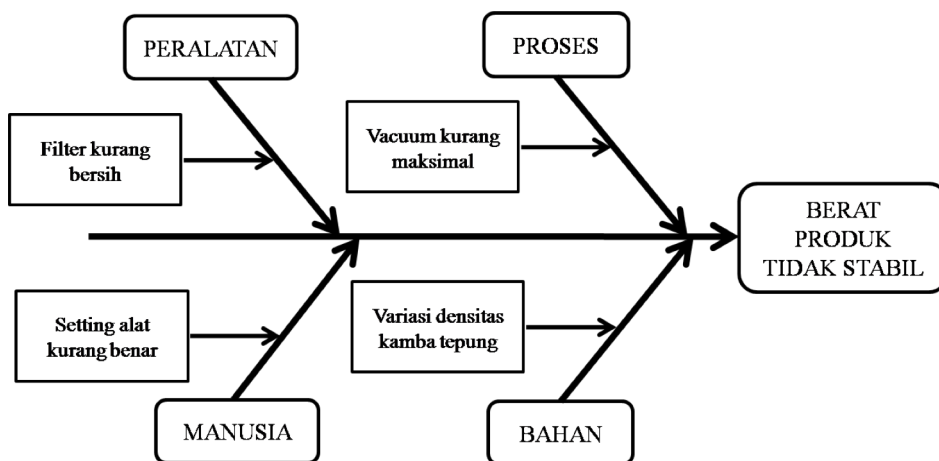 PERALATAN
PROSES
Filter kurang
bersih
Vacuum kurang
maksimal
BERAT
PRODUK
TIDAK STABIL
Setting alat
kurang benar
Variasi densitas
kamba tepung
MANUSIA
BAHAN